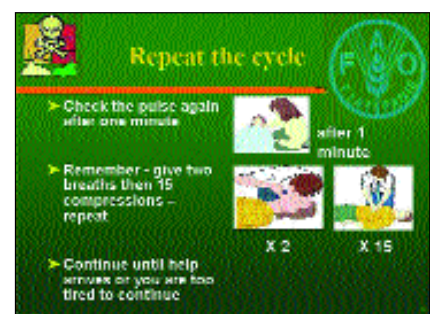 Repeat the cycle
➤ Check the pulse again
after one minute
after 1
minute
➤ Remember - give two
breaths then 15
compressions –
repeat
X 2
X 15
➤ Continue until help
arrives or you are too
tired to continue